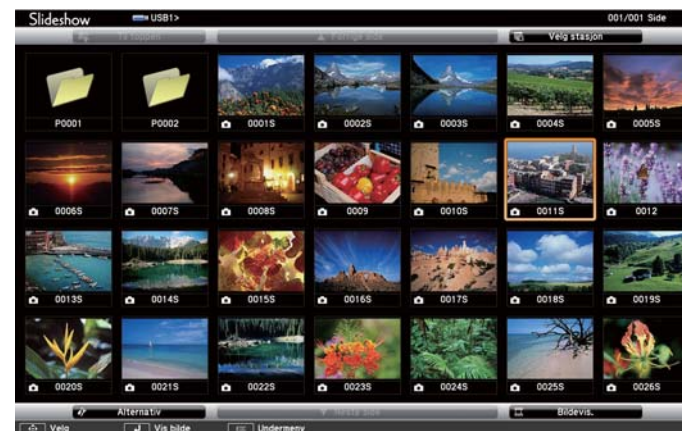 Slideshow USB1> 001/001 Side
Til toppen Forrige side Velg stasjon
P0001 P0002 0001S 0002S 0003S 0004S 0005S
0006S 0007S 0008S 0009 0010S 0011S 0012
0013S 0014S 0015S 0016S 0017S 0018S 0019S
0020S 0021S 0022S 0023S 0024S 0025S 0026S
Alternativ Neste side Bildevis.
Velg Vis bilde Undermeny